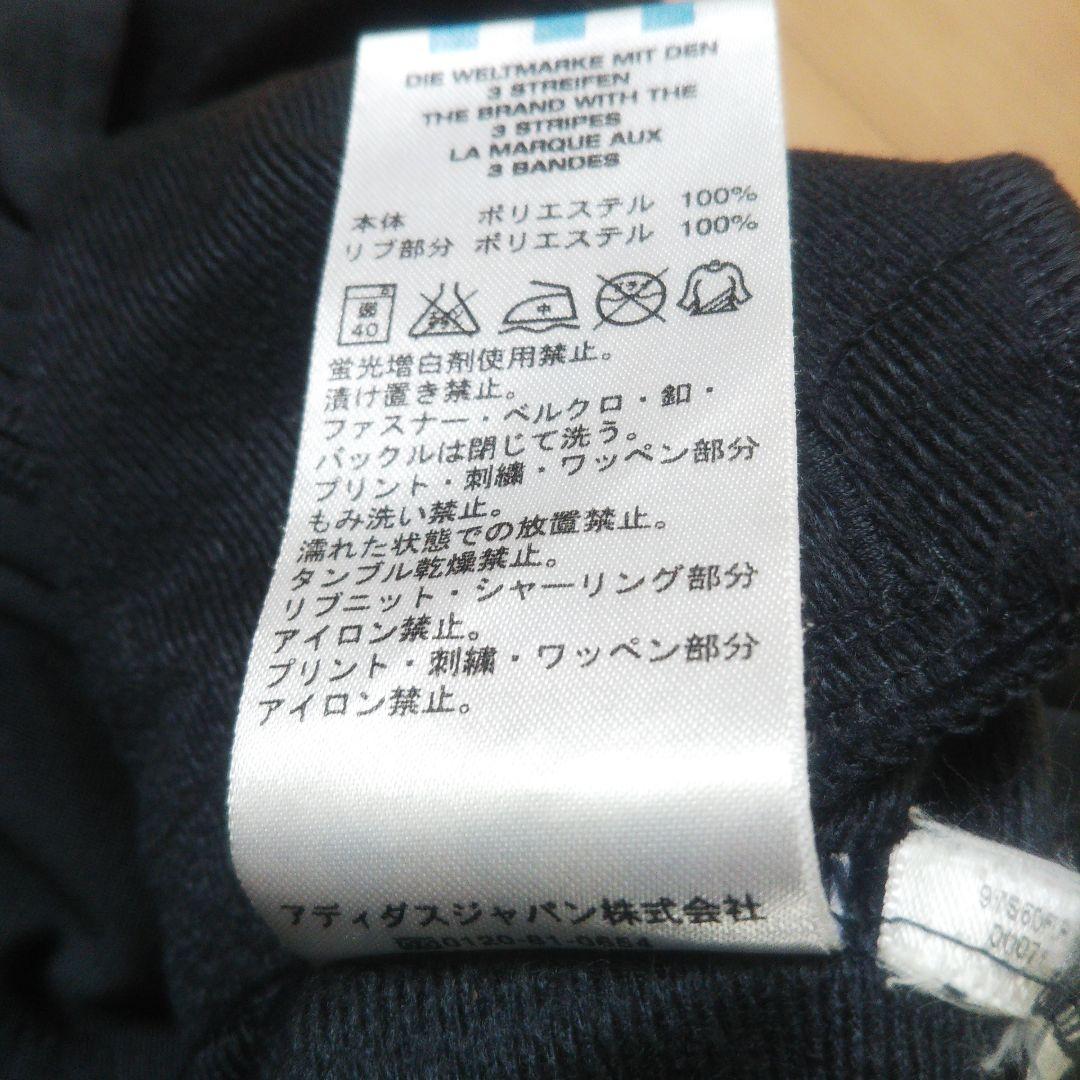 DIE WELTMARKE MIT DEN
3 STREIFEN
THE BRAND WITH THE
3 STRIPES
LA MARQUE AUX
3 BANDES
本体 ポリエステル 100%
リブ部分 ポリエステル 100%
40 中
蛍光増白剤使用禁止。
漬け置き禁止。
ファスナー・ベルクロ・釦・
バックルは閉じて洗う。
プリント・刺繍・ワッペン部分
もみ洗い禁止。
濡れた状態での放置禁止。
タンブル乾燥禁止。
リブニット・シャーリング部分
アイロン禁止。
プリント・刺繍・ワッペン部分
アイロン禁止。
アディダスジャパン株式会社